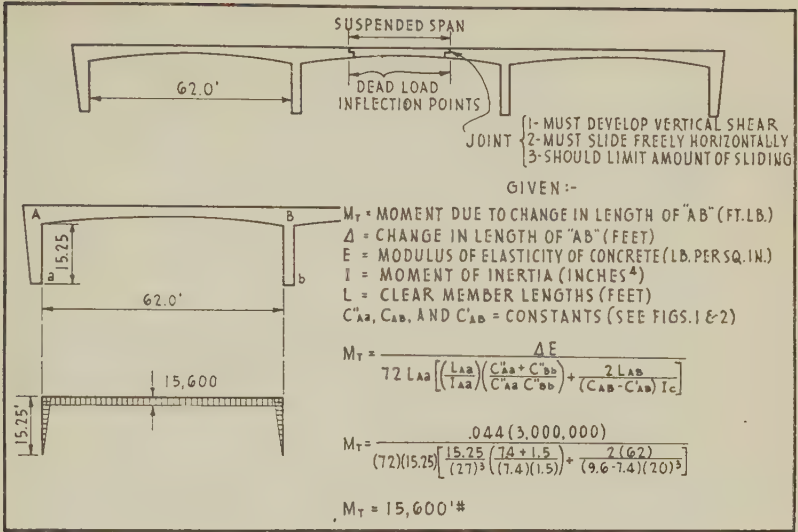 SUSPENDED SPAN
62.0'
DEAD LOAD
INFLECTION POINTS
JOINT
1- MUST DEVELOP VERTICAL SHEAR
2- MUST SLIDE FREELY HORIZONTALLY
3- SHOULD LIMIT AMOUNT OF SLIDING
GIVEN:-
A
B
15.25
a
b
62.0'
M_T = MOMENT DUE TO CHANGE IN LENGTH OF "AB" (FT. LB.)
Δ = CHANGE IN LENGTH OF "AB" (FEET)
E = MODULUS OF ELASTICITY OF CONCRETE (LB. PER SQ. IN.)
I = MOMENT OF INERTIA (INCHES⁴)
L = CLEAR MEMBER LENGTHS (FEET)
C"Aa, CAB, AND C'AB = CONSTANTS (SEE FIGS. 1 & 2)
M_T = Δ E / 72 LAa [(LAa/IAa)(C"Aa + C"Bb / C"Aa C"Bb) + 2 LAB / (CAB - C'AB) Ic]
15,600
15.25'
M_T = .044 (3,000,000) / (72)(15.25) [15.25/(27)³ (7.4 + 1.5 / (7.4)(1.5)) + 2 (62) / (9.6 - 7.4)(20)³]
M_T = 15,600'#